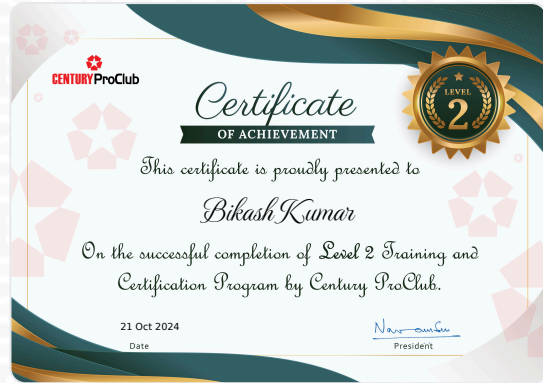 CENTURY ProClub
Certificate
OF ACHIEVEMENT
LEVEL
2
This certificate is proudly presented to
Bikash Kumar
On the successful completion of Level 2 Training and
Certification Program by Century ProClub.
21 Oct 2024
Date
President